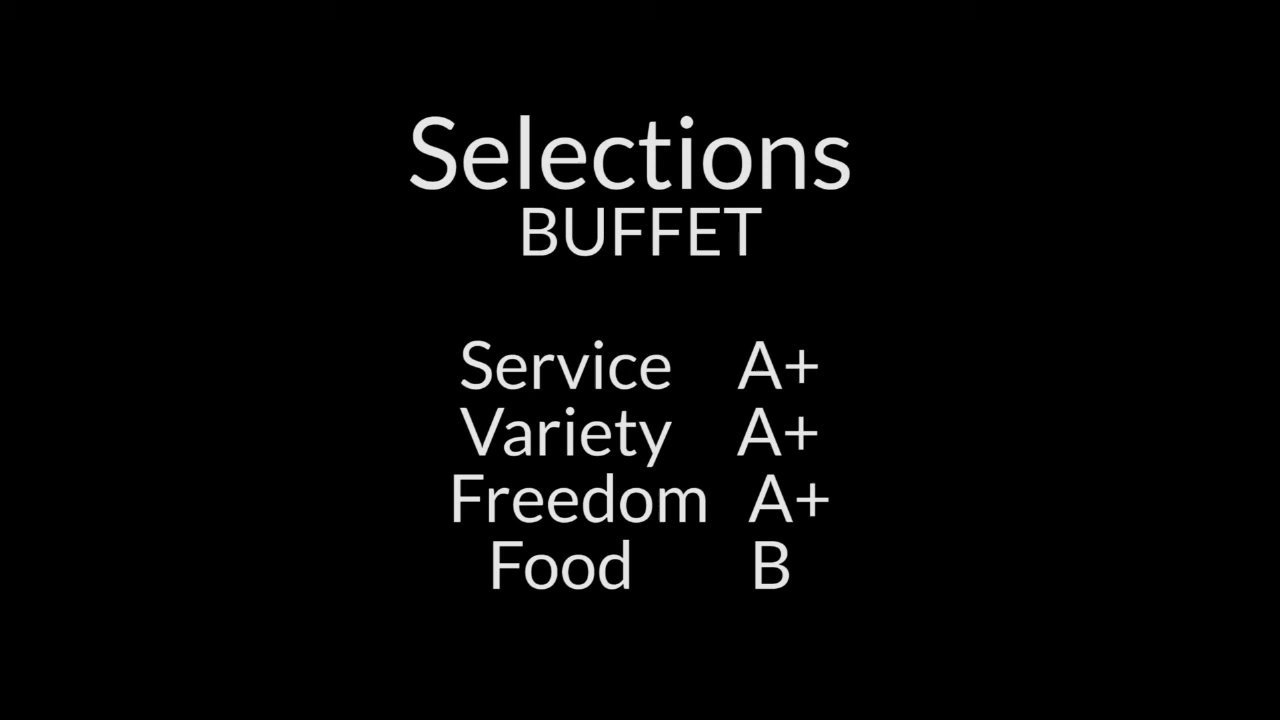 Selections
BUFFET
Service A+
Variety A+
Freedom A+
Food B